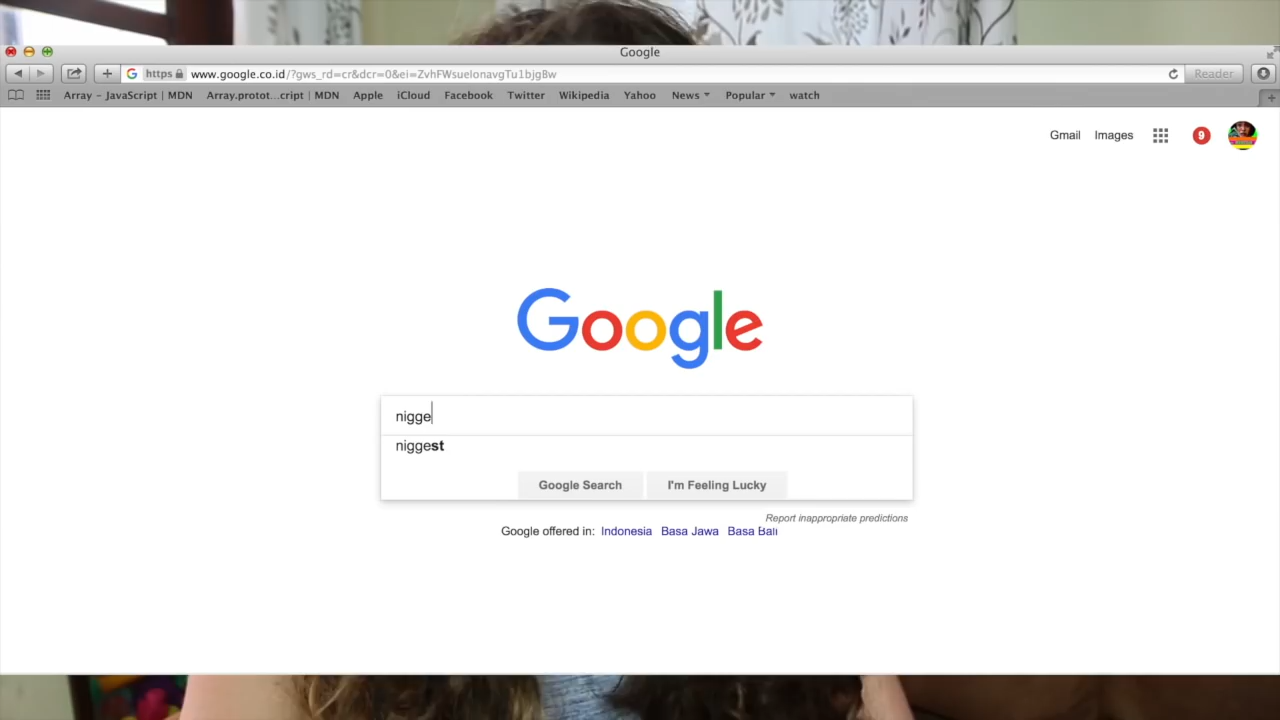 Google
https www.google.co.id/?gws_rd=cr&dcr=0&ei=ZvhFWsueIonavgTu1bjgBw Reader
Array – JavaScript | MDN Array.protot...cript | MDN Apple iCloud Facebook Twitter Wikipedia Yahoo News Popular watch
Gmail Images 9
Google
nigge
niggest
Google Search I'm Feeling Lucky
Report inappropriate predictions
Google offered in: Indonesia Basa Jawa Basa Bali